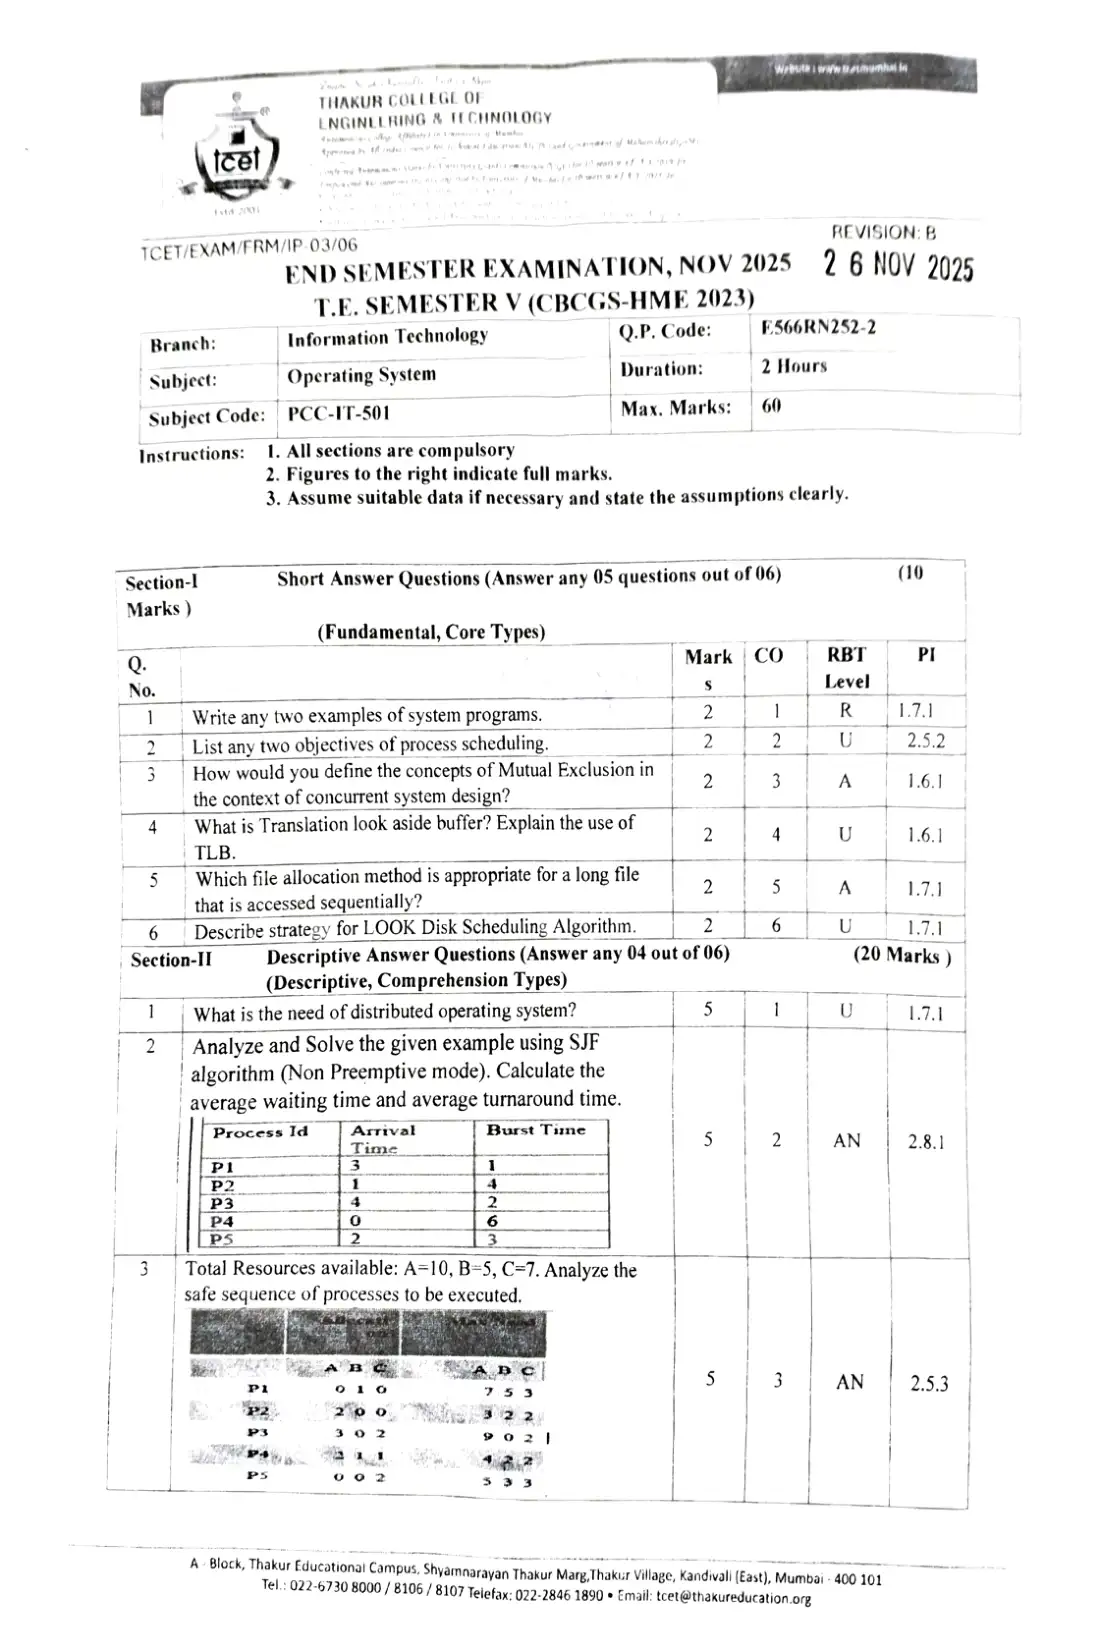 Website : www.tcetmumbai.in
THAKUR COLLEGE OF
ENGINEERING & TECHNOLOGY
tcet
Estd 2001
TCET/EXAM/FRM/IP-03/06
REVISION: B
END SEMESTER EXAMINATION, NOV 2025
26 NOV 2025
T.E. SEMESTER V (CBCGS-HME 2023)
Branch: Information Technology Q.P. Code: E566RN252-2
Subject: Operating System Duration: 2 Hours
Subject Code: PCC-IT-501 Max. Marks: 60
Instructions: 1. All sections are compulsory
2. Figures to the right indicate full marks.
3. Assume suitable data if necessary and state the assumptions clearly.
Section-I Short Answer Questions (Answer any 05 questions out of 06) (10
Marks )
(Fundamental, Core Types)
Q. Mark CO RBT PI
No. s Level
1 Write any two examples of system programs. 2 1 R 1.7.1
2 List any two objectives of process scheduling. 2 2 U 2.5.2
3 How would you define the concepts of Mutual Exclusion in
the context of concurrent system design? 2 3 A 1.6.1
4 What is Translation look aside buffer? Explain the use of
TLB. 2 4 U 1.6.1
5 Which file allocation method is appropriate for a long file
that is accessed sequentially? 2 5 A 1.7.1
6 Describe strategy for LOOK Disk Scheduling Algorithm. 2 6 U 1.7.1
Section-II Descriptive Answer Questions (Answer any 04 out of 06) (20 Marks )
(Descriptive, Comprehension Types)
1 What is the need of distributed operating system? 5 1 U 1.7.1
2 Analyze and Solve the given example using SJF
algorithm (Non Preemptive mode). Calculate the
average waiting time and average turnaround time. 5 2 AN 2.8.1
Process Id Arrival Burst Time
Time
P1 3 1
P2 1 4
P3 4 2
P4 0 6
P5 2 3
3 Total Resources available: A=10, B=5, C=7. Analyze the
safe sequence of processes to be executed. 5 3 AN 2.5.3
A B C A B C
P1 0 1 0 7 5 3
P2 2 0 0 3 2 2
P3 3 0 2 9 0 2
P4 2 1 1 4 2 2
P5 0 0 2 5 3 3
A - Block, Thakur Educational Campus, Shyamnarayan Thakur Marg,Thakur Village, Kandivali (East), Mumbai - 400 101
Tel.: 022-6730 8000 / 8106 / 8107 Telefax: 022-2846 1890 • Email: tcet@thakureducation.org